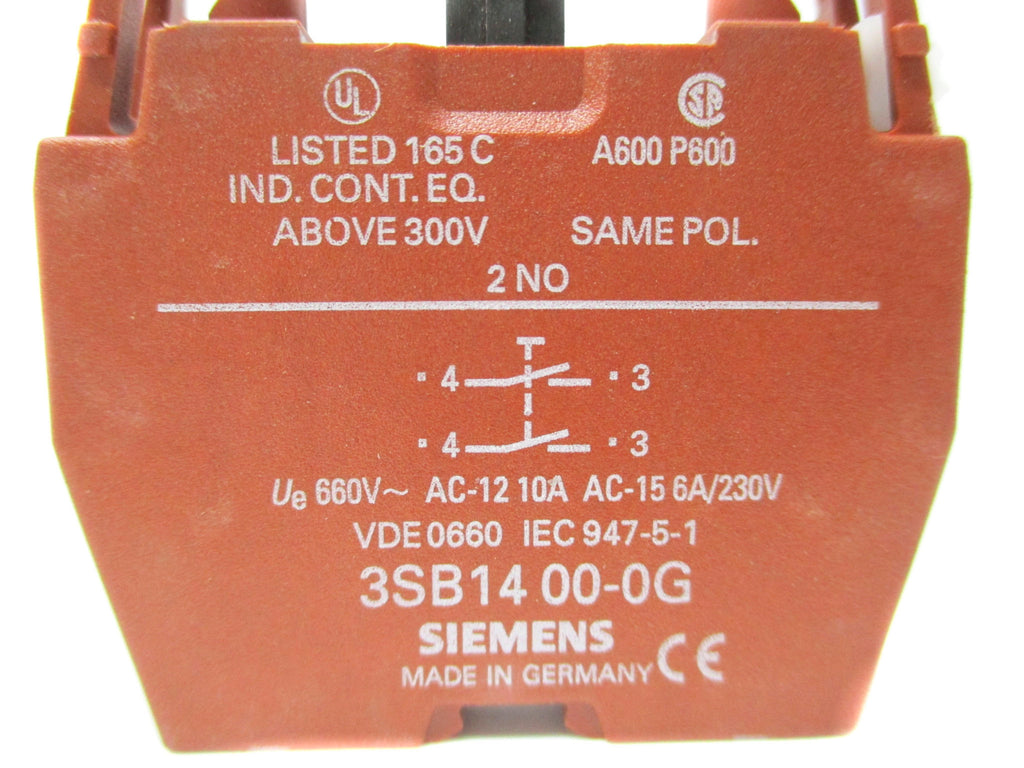 UL SA
LISTED 165 C A600 P600
IND. CONT. EQ.
ABOVE 300V SAME POL.
2 NO
· 4 · 3
· 4 · 3
Ue 660V~ AC-12 10A AC-15 6A/230V
VDE 0660 IEC 947-5-1
3SB14 00-0G
SIEMENS
MADE IN GERMANY CE